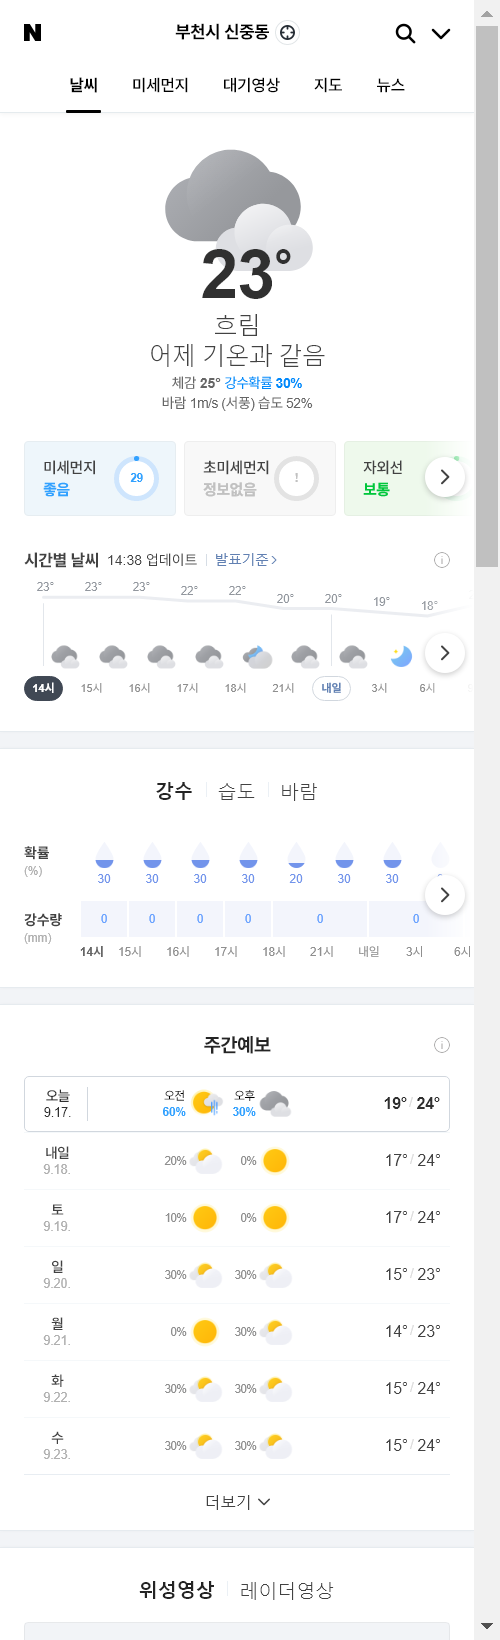 N 부천시 신중동
날씨 미세먼지 대기영상 지도 뉴스
23°
흐림
어제 기온과 같음
체감 25° 강수확률 30%
바람 1m/s (서풍) 습도 52%
미세먼지 좋음 29
초미세먼지 정보없음 !
자외선 보통
시간별 날씨 14:38 업데이트 발표기준
23° 23° 23° 22° 22° 20° 20° 19° 18°
14시 15시 16시 17시 18시 21시 내일 3시 6시
강수 습도 바람
확률 (%) 30 30 30 30 20 30 30
강수량 (mm) 0 0 0 0 0 0
14시 15시 16시 17시 18시 21시 내일 3시 6시
주간예보
오늘 9.17. 오전 60% 오후 30% 19° / 24°
내일 9.18. 20% 0% 17° / 24°
토 9.19. 10% 0% 17° / 24°
일 9.20. 30% 30% 15° / 23°
월 9.21. 0% 30% 14° / 23°
화 9.22. 30% 30% 15° / 24°
수 9.23. 30% 30% 15° / 24°
더보기
위성영상 레이더영상